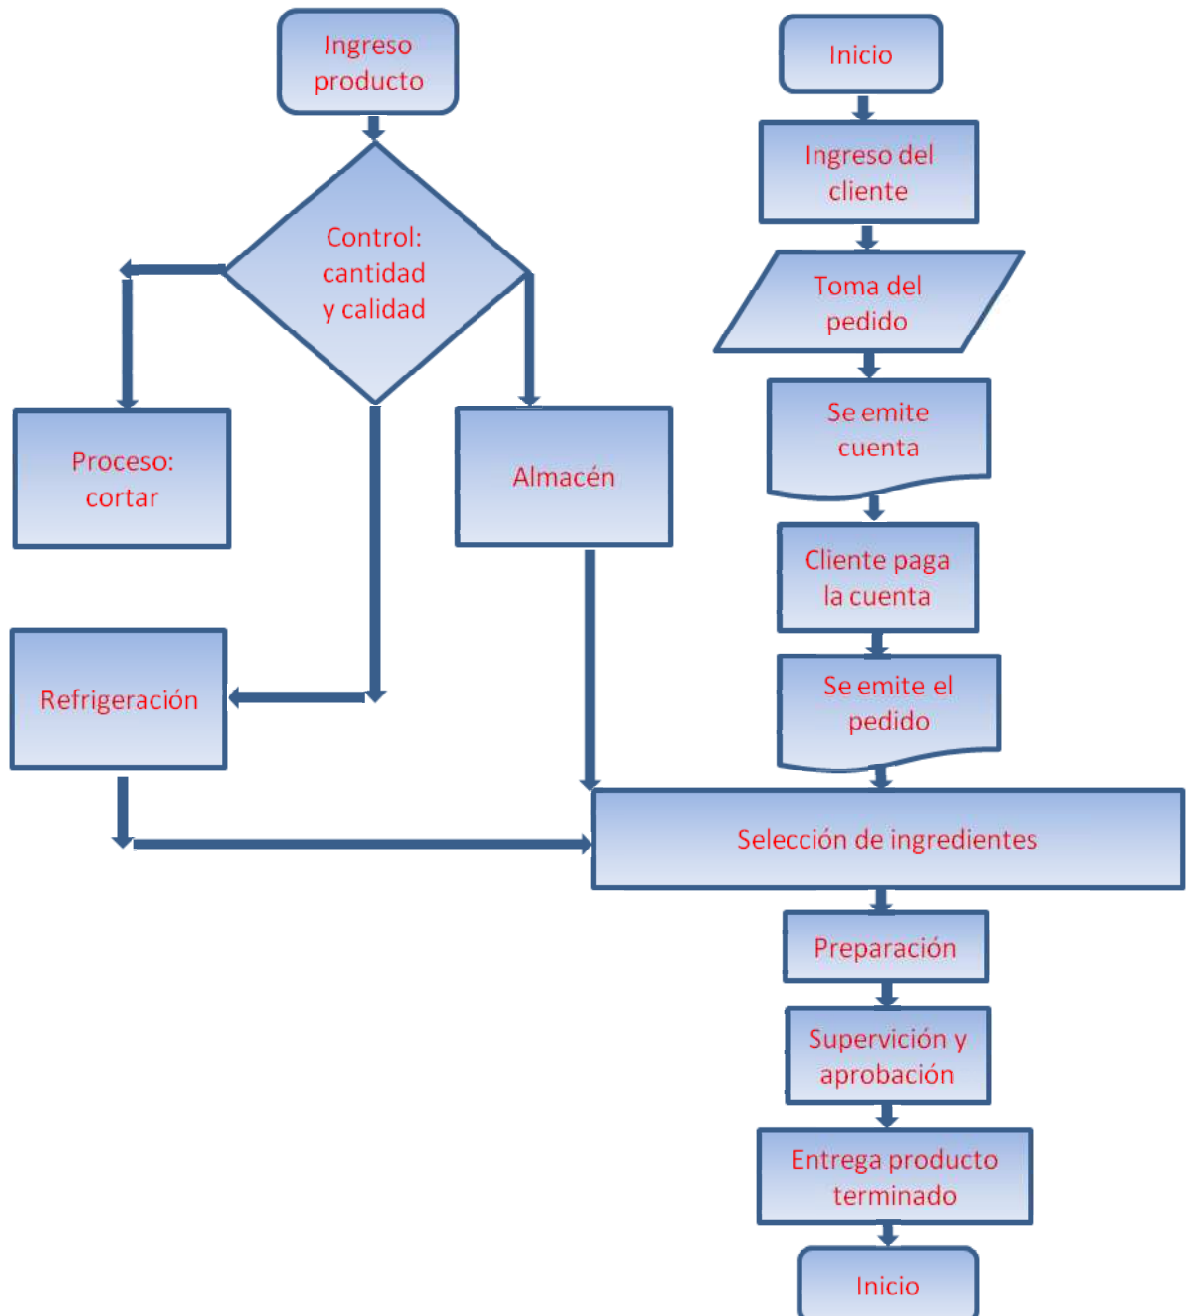 Ingreso
producto
Control:
cantidad
y calidad
Proceso:
cortar
Almacén
Refrigeración
Inicio
Ingreso del
cliente
Toma del
pedido
Se emite
cuenta
Cliente paga
la cuenta
Se emite el
pedido
Selección de ingredientes
Preparación
Supervición y
aprobación
Entrega producto
terminado
Inicio